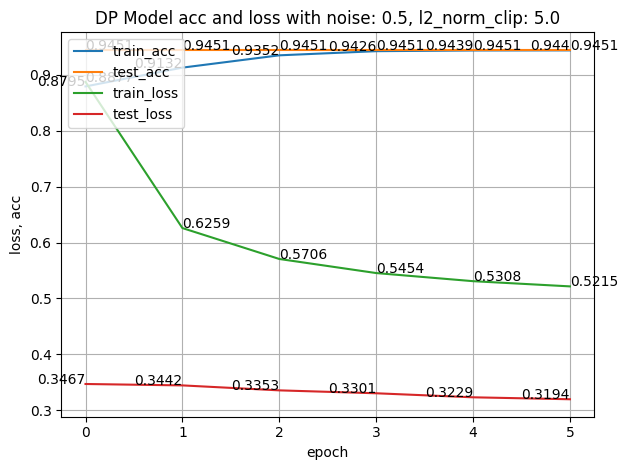 DP Model acc and loss with noise: 0.5, l2_norm_clip: 5.0
train_acc
test_acc
train_loss
test_loss
0.9451 0.9451 0.9451 0.9451 0.9451 0.9451
0.8795 0.9132 0.9352 0.9426 0.9439 0.944
0.6259 0.5706 0.5454 0.5308 0.5215
0.3467 0.3442 0.3353 0.3301 0.3229 0.3194
0.9
0.8
0.7
0.6
0.5
0.4
0.3
loss, acc
0 1 2 3 4 5
epoch